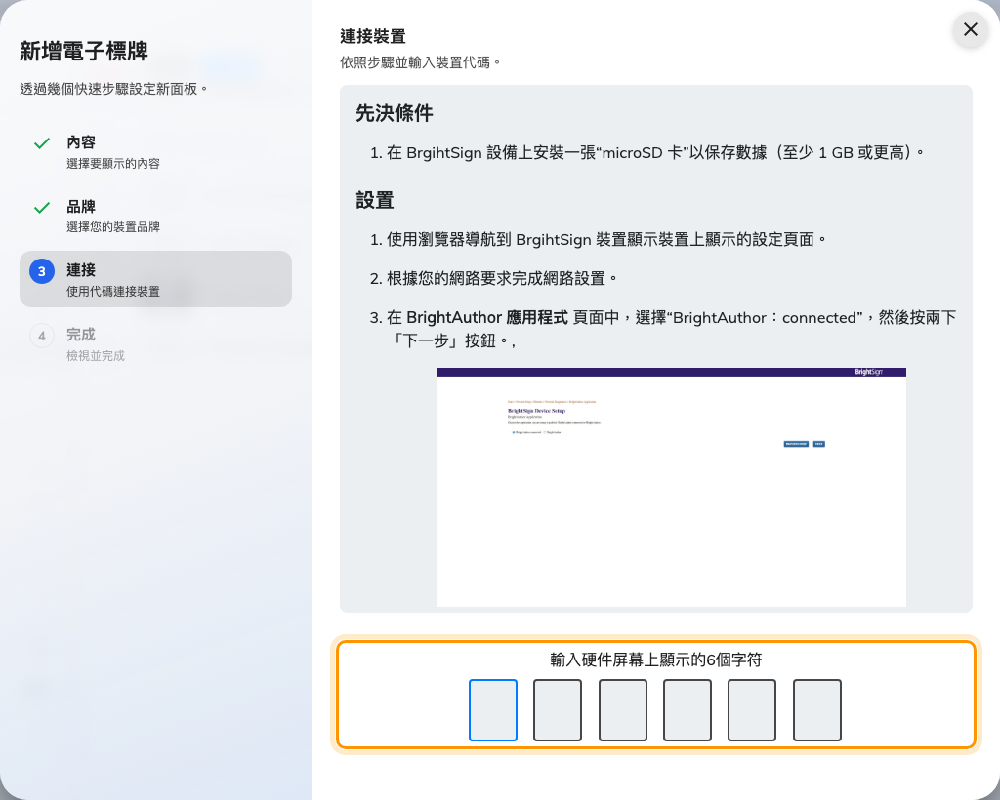 新增電子標牌
透過幾個快速步驟設定新面板。
內容
選擇要顯示的內容
品牌
選擇您的裝置品牌
3
連接
使用代碼連接裝置
4
完成
檢視並完成
連接裝置
依照步驟並輸入裝置代碼。
先決條件
1. 在 BrgihtSign 設備上安裝一張“microSD 卡”以保存數據（至少 1 GB 或更高）。
設置
1. 使用瀏覽器導航到 BrgihtSign 裝置顯示裝置上顯示的設定頁面。
2. 根據您的網路要求完成網路設置。
3. 在 BrightAuthor 應用程式 頁面中，選擇“BrightAuthor：connected”，然後按兩下
「下一步」按鈕。,
BrightSign
BrightSign Device Setup
輸入硬件屏幕上顯示的6個字符